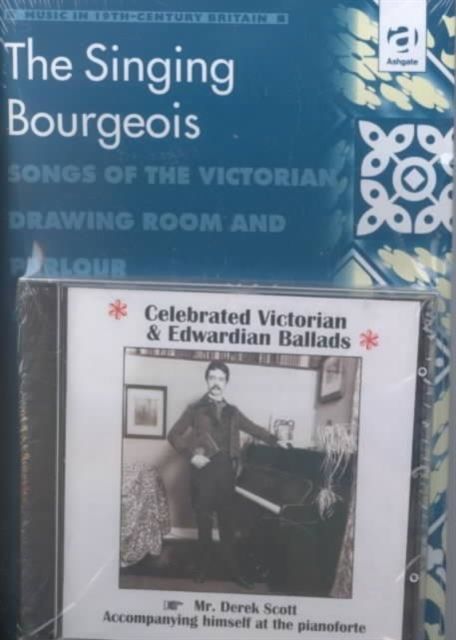 MUSIC IN 19TH-CENTURY BRITAIN
a
Ashgate
The Singing
Bourgeois
SONGS OF THE VICTORIAN
DRAWING ROOM AND
PARLOUR
Celebrated Victorian
& Edwardian Ballads
Mr. Derek Scott
Accompanying himself at the pianoforte